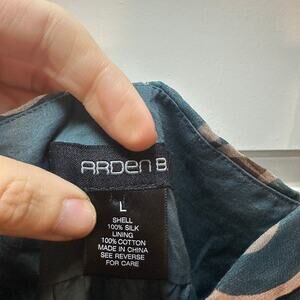 ARDEN B.
L
SHELL
100% SILK
LINING
100% COTTON
MADE IN CHINA
SEE REVERSE
FOR CARE